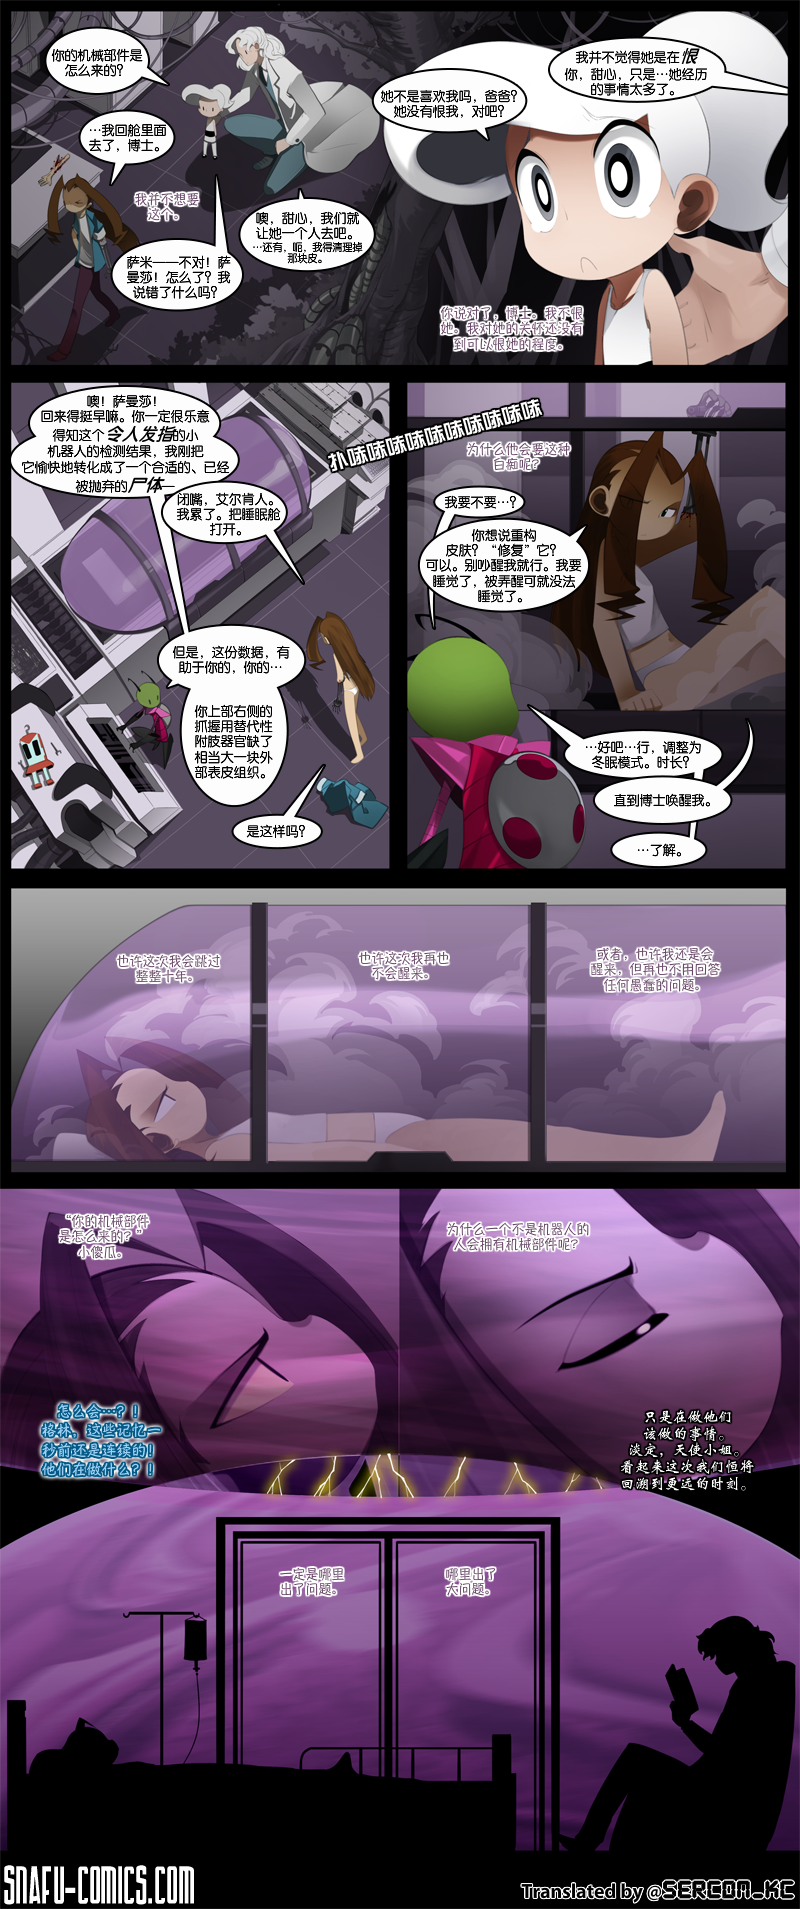 你的机械部件是
怎么来的?
…我回舱里面
去了，博士。
我并不想要
这个。
萨米——不对！萨
曼莎！怎么了？我
说错了什么吗?
噢，甜心，我们就
让她一个人去吧。
…还有，呃，我得清理掉
那块皮。
她不是喜欢我吗，爸爸?
她没有恨我，对吧?
我并不觉得她是在恨
你，甜心，只是…她经历
的事情太多了。
你说对了，博士。我不恨
她。我对她的关怀还没有
到可以恨她的程度。
噢！萨曼莎！
回来得挺早嘛。你一定很乐意
得知这个令人发指的小
机器人的检测结果，我刚把
它愉快地转化成了一个合适的、已经
被抛弃的尸体—
闭嘴，艾尔肯人。
我累了。把睡眠舱
打开。
但是，这份数据，有
助于你的，你的…
你上部右侧的
抓握用替代性
附肢器官缺了
相当大一块外
部表皮组织。
是这样吗?
扑哧哧哧哧哧哧哧哧哧哧
为什么他会要这种
白痴呢?
我要不要…?
你想说重构
皮肤？“修复”它?
可以。别吵醒我就行。我要
睡觉了，被弄醒可就没法
睡觉了。
…好吧…行，调整为
冬眠模式。时长?
直到博士唤醒我。
…了解。
也许这次我会跳过
整整十年。
也许这次我再也
不会醒来。
或者，也许我还是会
醒来，但再也不用回答
任何愚蠢的问题。
“你的机械部件
是怎么来的?”
小傻瓜。
为什么一个不是机器人的
人会拥有机械部件呢?
怎么会…?！
格林，这些记忆一
秒前还是连续的!
他们在做什么?！
只是在做他们
该做的事情。
淡定，天使小姐。
看起来这次我们恒将
回溯到更远的时刻。
一定是哪里
出了问题。
哪里出了
大问题。
SNAFU-COMICS.COM
Translated by @SERCON_KC